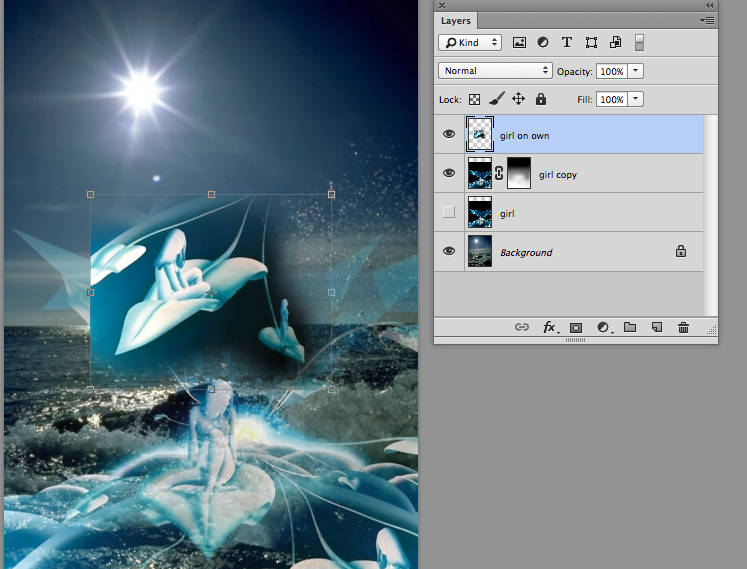 Layers
Kind
Normal Opacity: 100%
Lock: Fill: 100%
girl on own
girl copy
girl
Background
fx